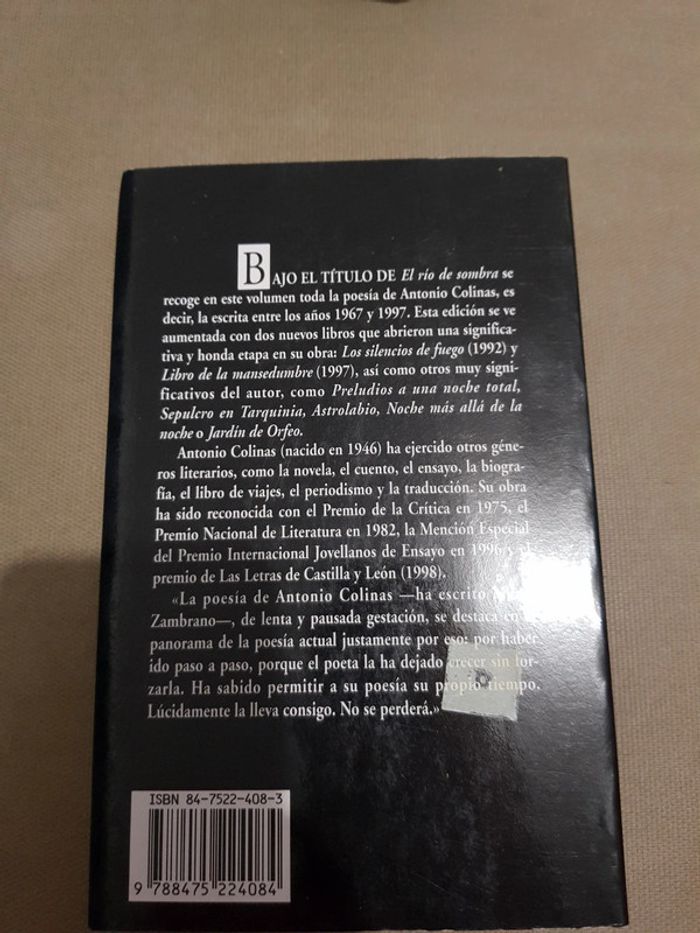 BAJO EL TÍTULO DE El río de sombra se
recoge en este volumen toda la poesía de Antonio Colinas, es
decir, la escrita entre los años 1967 y 1997. Esta edición se ve
aumentada con dos nuevos libros que abrieron una significa-
tiva y honda etapa en su obra: Los silencios de fuego (1992) y
Libro de la mansedumbre (1997), así como otros muy signi-
ficativos del autor, como Preludios a una noche total,
Sepulcro en Tarquinia, Astrolabio, Noche más allá de la
noche o Jardín de Orfeo.
Antonio Colinas (nacido en 1946) ha ejercido otros géne-
ros literarios, como la novela, el cuento, el ensayo, la biogra-
fía, el libro de viajes, el periodismo y la traducción. Su obra
ha sido reconocida con el Premio de la Crítica en 1975, el
Premio Nacional de Literatura en 1982, la Mención Especial
del Premio Internacional Jovellanos de Ensayo en 1996 y el
premio de Las Letras de Castilla y León (1998).
«La poesía de Antonio Colinas —ha escrito
Zambrano—, de lenta y pausada gestación, se destaca en
panorama de la poesía actual justamente por eso: por haber
ido paso a paso, porque el poeta la ha dejado crecer sin for-
zarla. Ha sabido permitir a su poesía su propio tiempo.
Lúcidamente la lleva consigo. No se perderá.»
ISBN 84-7522-408-3
9 788475 224084